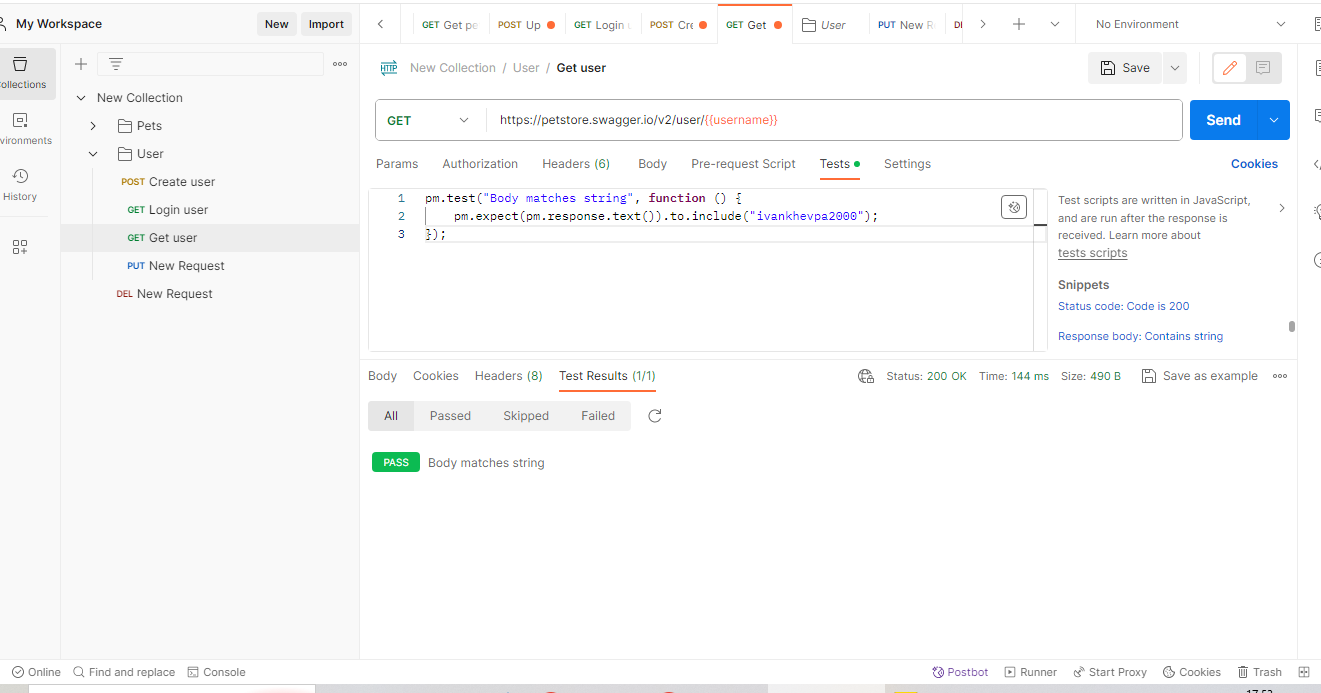 My Workspace
New
Import
GET Get pe
POST Up
GET Login
POST Cre
GET Get
User
PUT New R
No Environment
ollections
vironments
History
New Collection
Pets
User
POST Create user
GET Login user
GET Get user
PUT New Request
DEL New Request
HTTP
New Collection / User / Get user
Save
GET
https://petstore.swagger.io/v2/user/{{username}}
Send
Params
Authorization
Headers (6)
Body
Pre-request Script
Tests
Settings
Cookies
1 pm.test("Body matches string", function () {
2 pm.expect(pm.response.text()).to.include("ivankhevpa2000");
3 });
Test scripts are written in JavaScript,
and are run after the response is
received. Learn more about
tests scripts
Snippets
Status code: Code is 200
Response body: Contains string
Body
Cookies
Headers (8)
Test Results (1/1)
Status: 200 OK
Time: 144 ms
Size: 490 B
Save as example
All
Passed
Skipped
Failed
PASS
Body matches string
Online
Find and replace
Console
Postbot
Runner
Start Proxy
Cookies
Trash